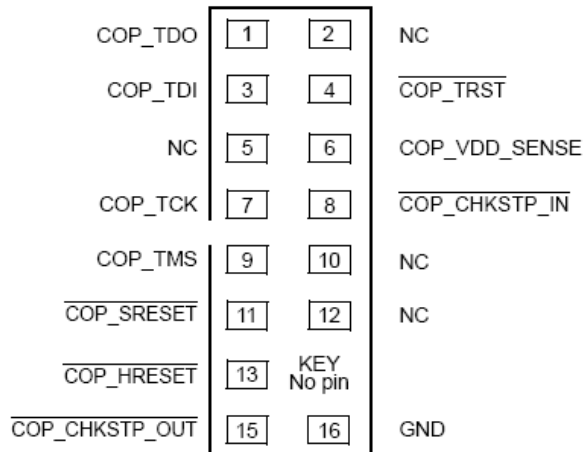 COP_TDO 1 2 NC
COP_TDI 3 4 COP_TRST
NC 5 6 COP_VDD_SENSE
COP_TCK 7 8 COP_CHKSTP_IN
COP_TMS 9 10 NC
COP_SRESET 11 12 NC
COP_HRESET 13 KEY
No pin
COP_CHKSTP_OUT 15 16 GND